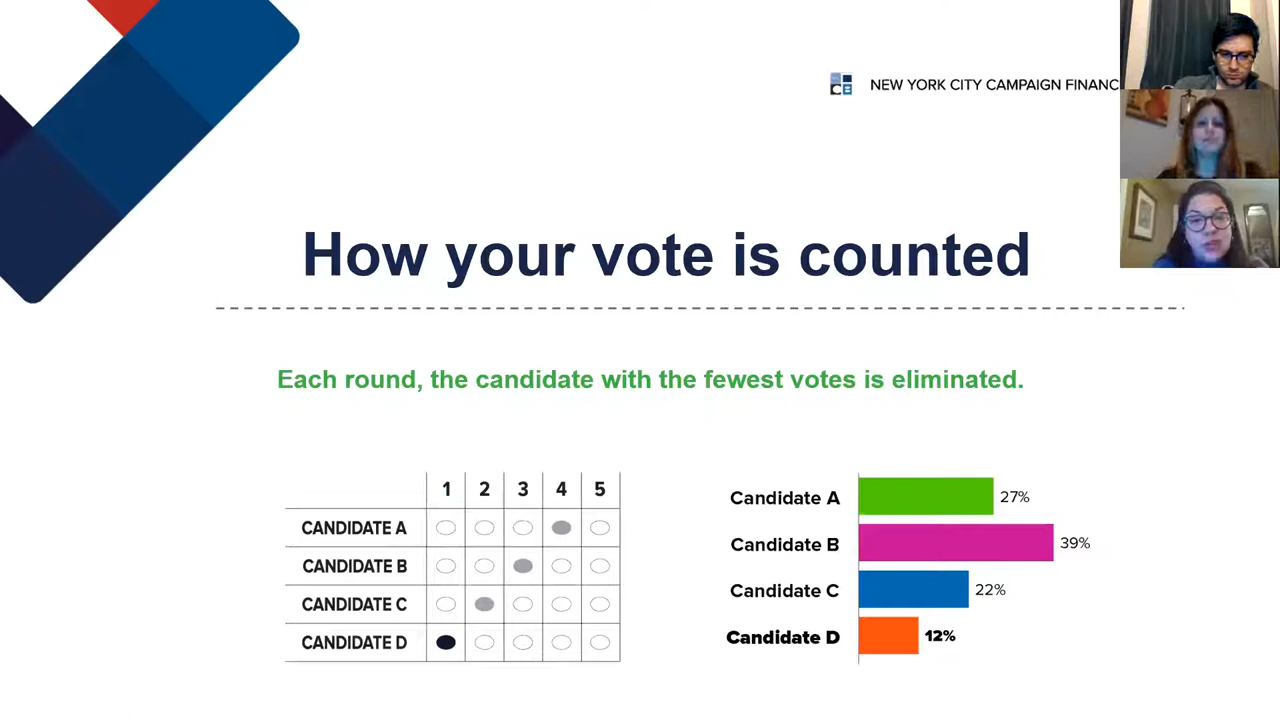 NEW YORK CITY CAMPAIGN FINANC
How your vote is counted
Each round, the candidate with the fewest votes is eliminated.
1 2 3 4 5
CANDIDATE A
CANDIDATE B
CANDIDATE C
CANDIDATE D
Candidate A 27%
Candidate B 39%
Candidate C 22%
Candidate D 12%